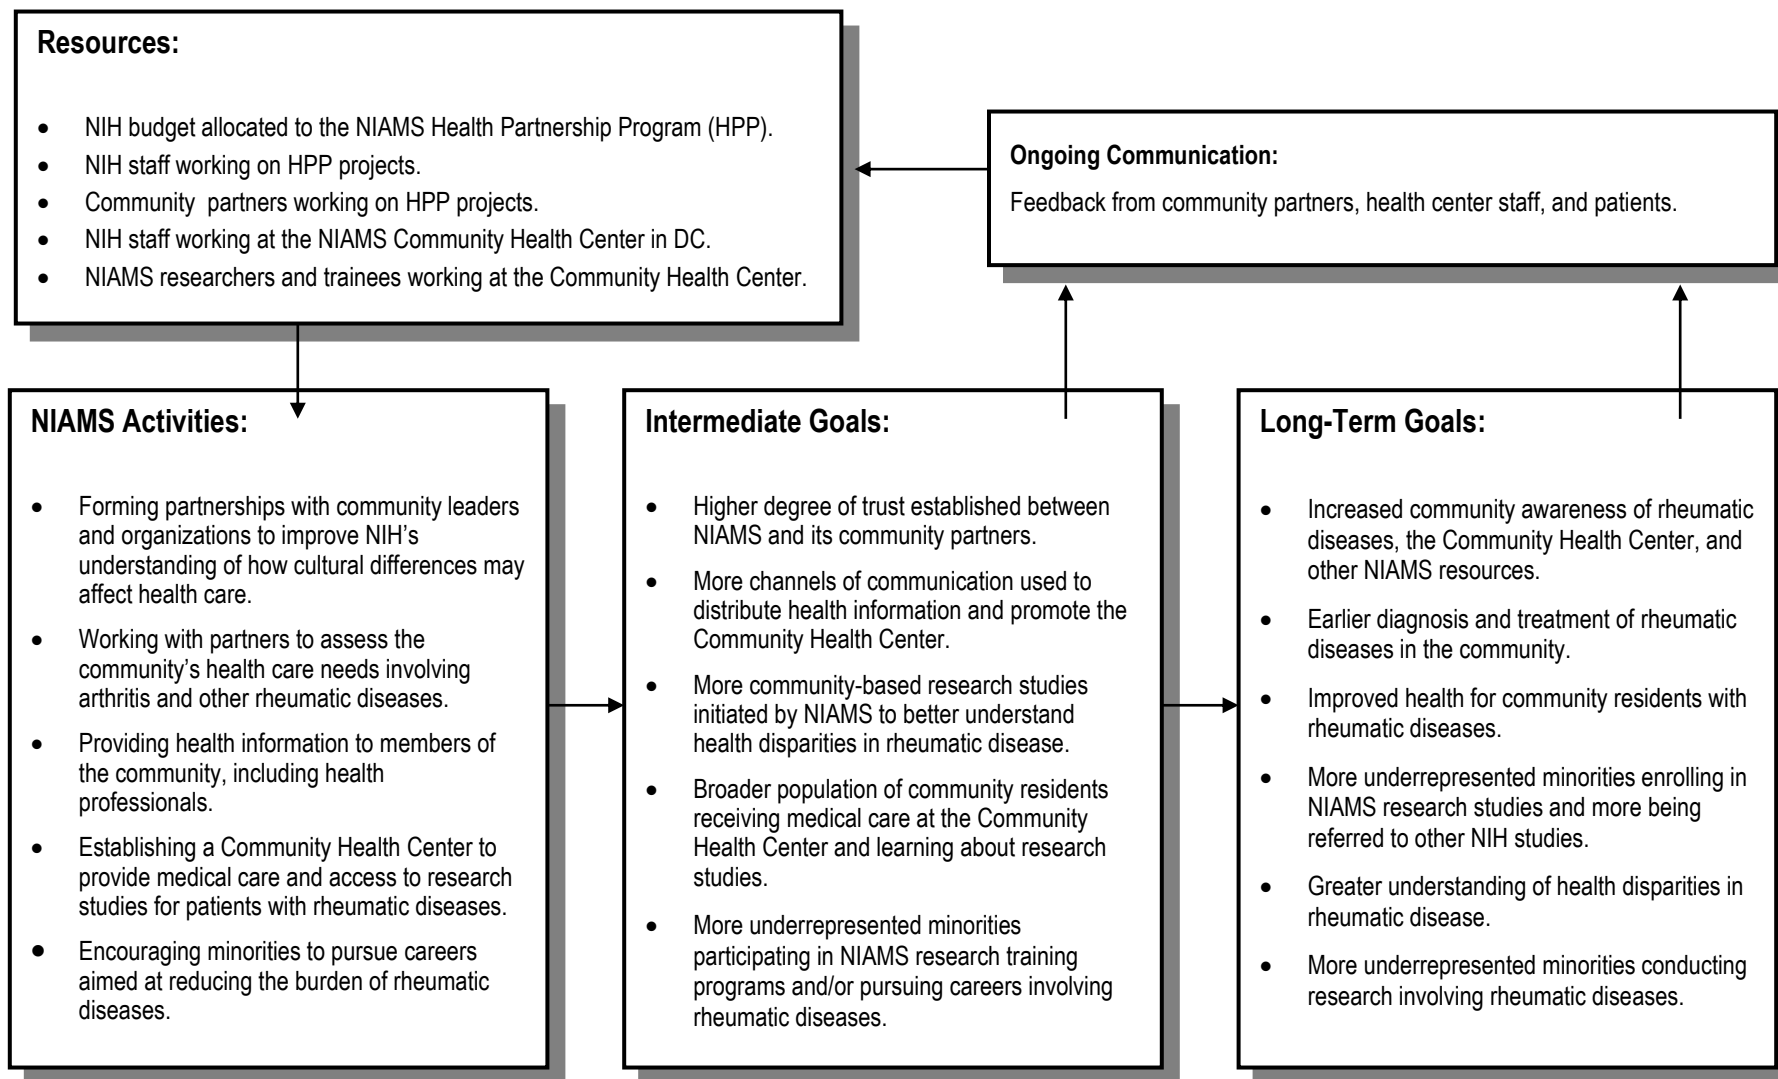 Resources:
• NIH budget allocated to the NIAMS Health Partnership Program (HPP).
• NIH staff working on HPP projects.
• Community  partners working on HPP projects.
• NIH staff working at the NIAMS Community Health Center in DC.
• NIAMS researchers and trainees working at the Community Health Center.
Ongoing Communication:
Feedback from community partners, health center staff, and patients.
NIAMS Activities:
• Forming partnerships with community leaders
and organizations to improve NIH’s
understanding of how cultural differences may
affect health care.
• Working with partners to assess the
community’s health care needs involving
arthritis and other rheumatic diseases.
• Providing health information to members of
the community, including health
professionals.
• Establishing a Community Health Center to
provide medical care and access to research
studies for patients with rheumatic diseases.
• Encouraging minorities to pursue careers
aimed at reducing the burden of rheumatic
diseases.
Intermediate Goals:
• Higher degree of trust established between
NIAMS and its community partners.
• More channels of communication used to
distribute health information and promote the
Community Health Center.
• More community-based research studies
initiated by NIAMS to better understand
health disparities in rheumatic disease.
• Broader population of community residents
receiving medical care at the Community
Health Center and learning about research
studies.
• More underrepresented minorities
participating in NIAMS research training
programs and/or pursuing careers involving
rheumatic diseases.
Long-Term Goals:
• Increased community awareness of rheumatic
diseases, the Community Health Center, and
other NIAMS resources.
• Earlier diagnosis and treatment of rheumatic
diseases in the community.
• Improved health for community residents with
rheumatic diseases.
• More underrepresented minorities enrolling in
NIAMS research studies and more being
referred to other NIH studies.
• Greater understanding of health disparities in
rheumatic disease.
• More underrepresented minorities conducting
research involving rheumatic diseases.